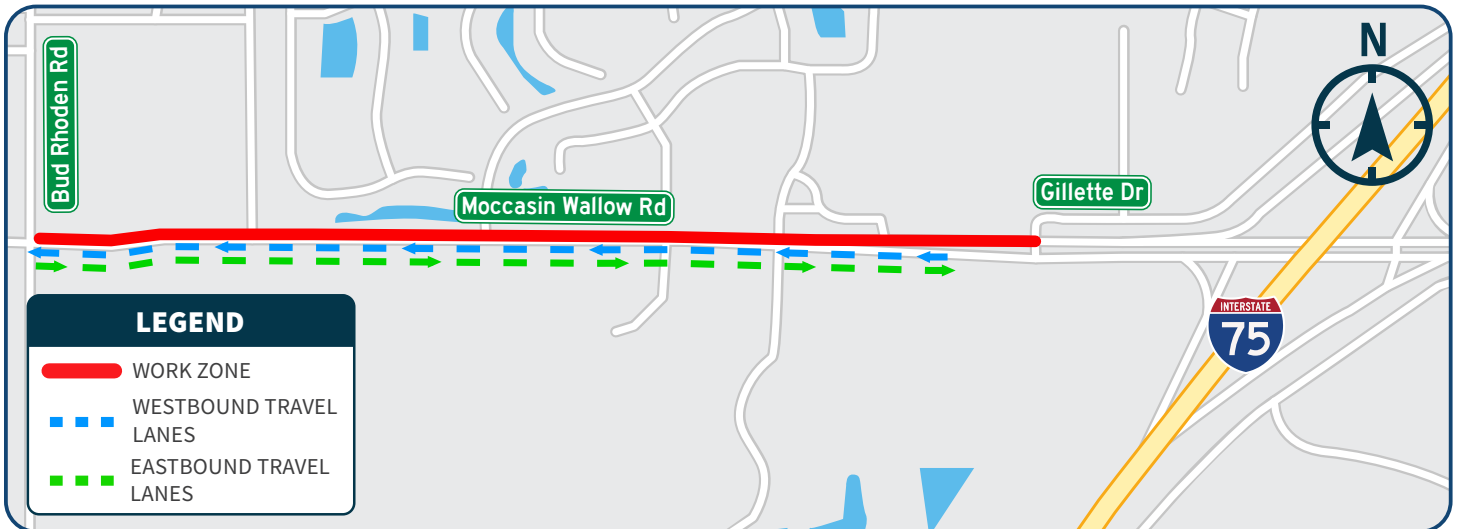 Bud Rhoden Rd
N
Gillette Dr
Moccasin Wallow Rd
INTERSTATE
75
LEGEND
WORK ZONE
WESTBOUND TRAVEL
LANES
EASTBOUND TRAVEL
LANES